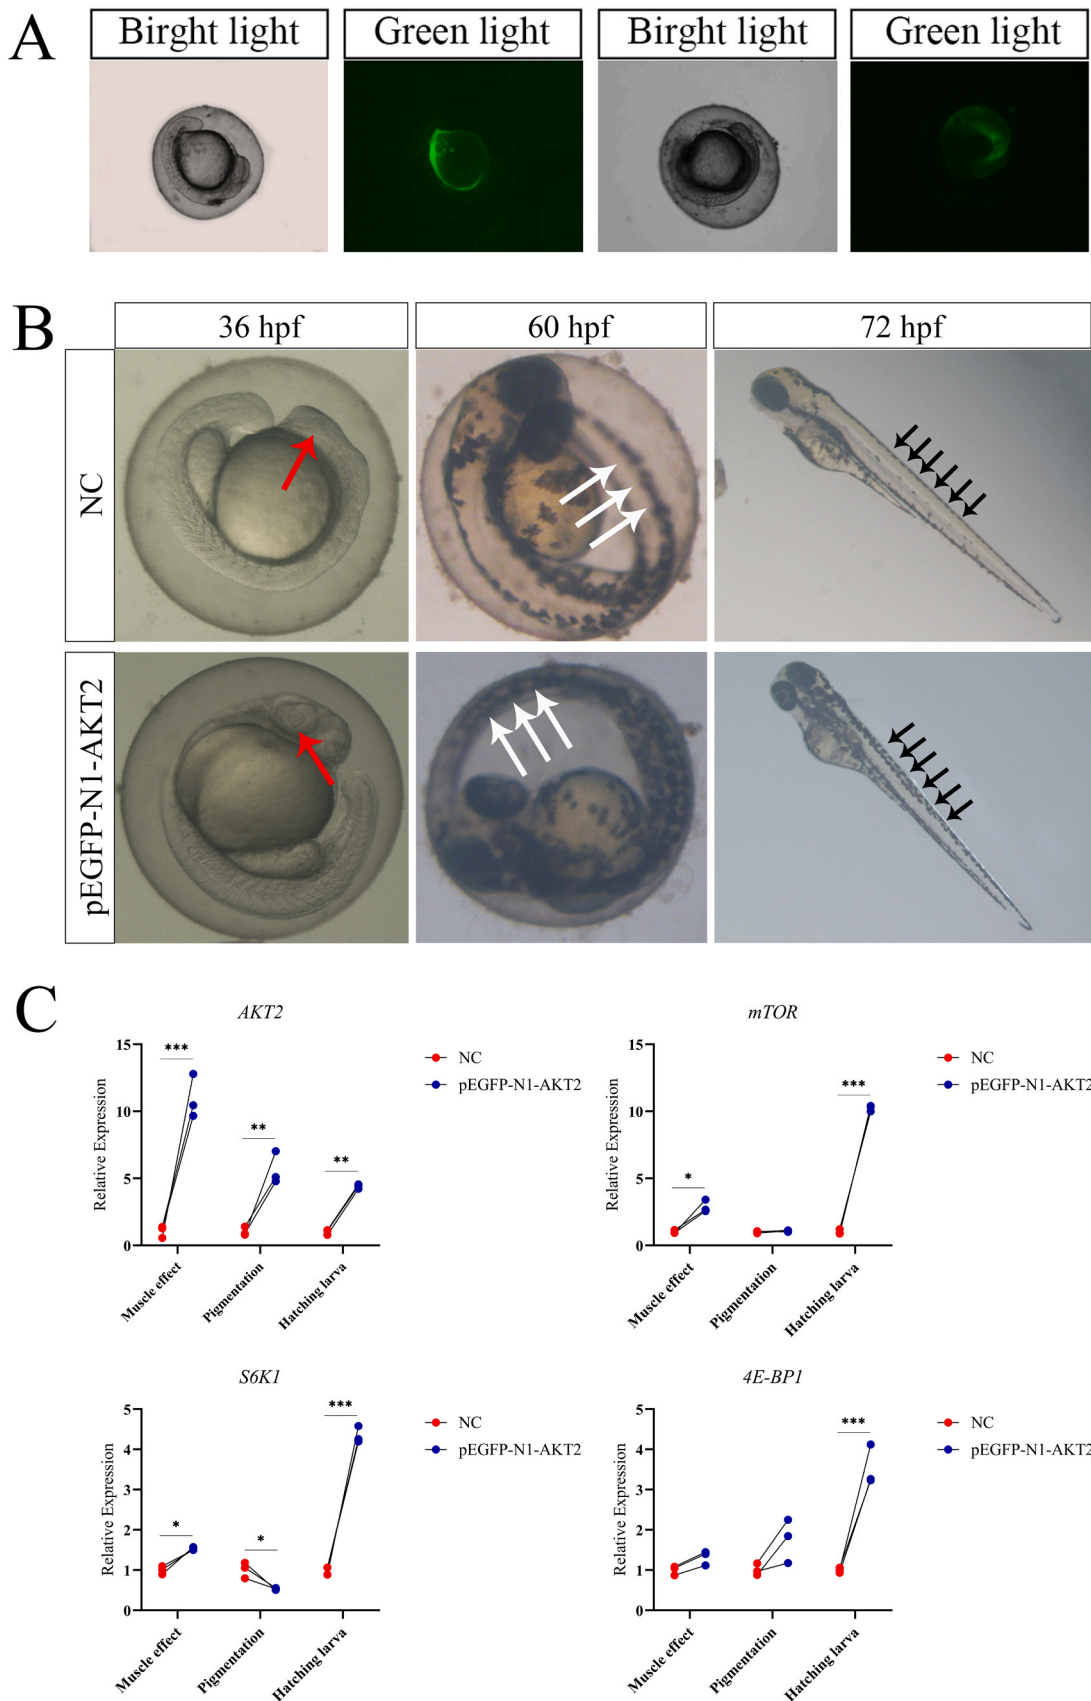 A
Birght light
Green light
Birght light
Green light
B
36 hpf
60 hpf
72 hpf
NC
pEGFP-N1-AKT2
C
AKT2
Relative Expression
15
10
5
0
***
**
**
Muscle effect
Pigmentation
Hatching larva
NC
pEGFP-N1-AKT2
mTOR
Relative Expression
15
10
5
0
*
***
Muscle effect
Pigmentation
Hatching larva
NC
pEGFP-N1-AKT2
S6K1
Relative Expression
5
4
3
2
1
0
*
*
***
Muscle effect
Pigmentation
Hatching larva
NC
pEGFP-N1-AKT2
4E-BP1
Relative Expression
5
4
3
2
1
0
***
Muscle effect
Pigmentation
Hatching larva
NC
pEGFP-N1-AKT2